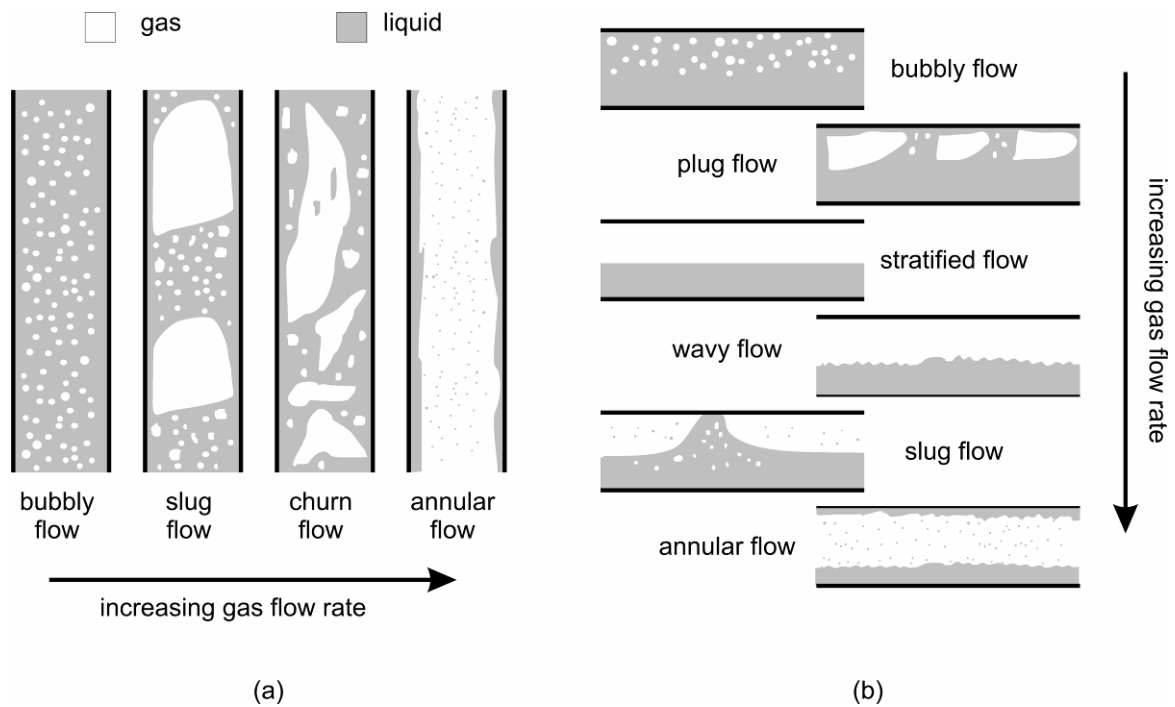 gas
liquid
bubbly
flow
slug
flow
churn
flow
annular
flow
increasing gas flow rate
(a)
bubbly flow
plug flow
stratified flow
wavy flow
slug flow
annular flow
increasing gas flow rate
(b)